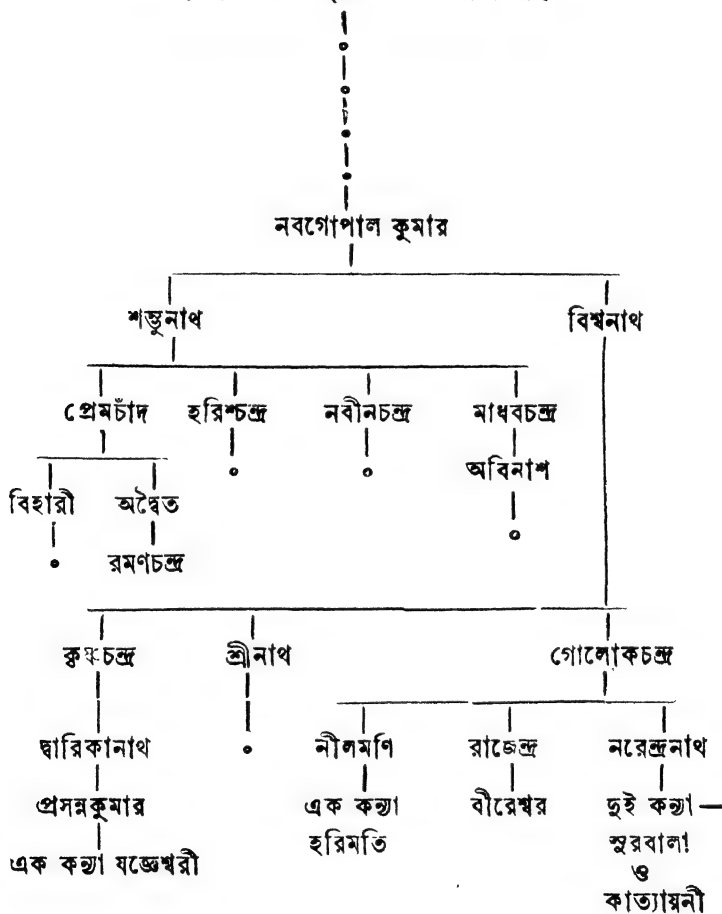 নবগোপাল কুমার
শম্ভুনাথ বিশ্বনাথ
প্রেমচাঁদ হরিশ্চন্দ্র নবীনচন্দ্র মাধবচন্দ্র
অবিনাশ
বিহারী অদ্বৈত
রমণচন্দ্র
কৃষ্ণচন্দ্র শ্রীনাথ গোলোকচন্দ্র
দ্বারিকানাথ নীলমণি রাজেন্দ্র নরেন্দ্রনাথ
প্রসন্নকুমার এক কন্যা বীরেশ্বর দুই কন্যা —
হরিমতি সুরবালা
এক কন্যা যজ্ঞেশ্বরী ও
কাত্যায়নী